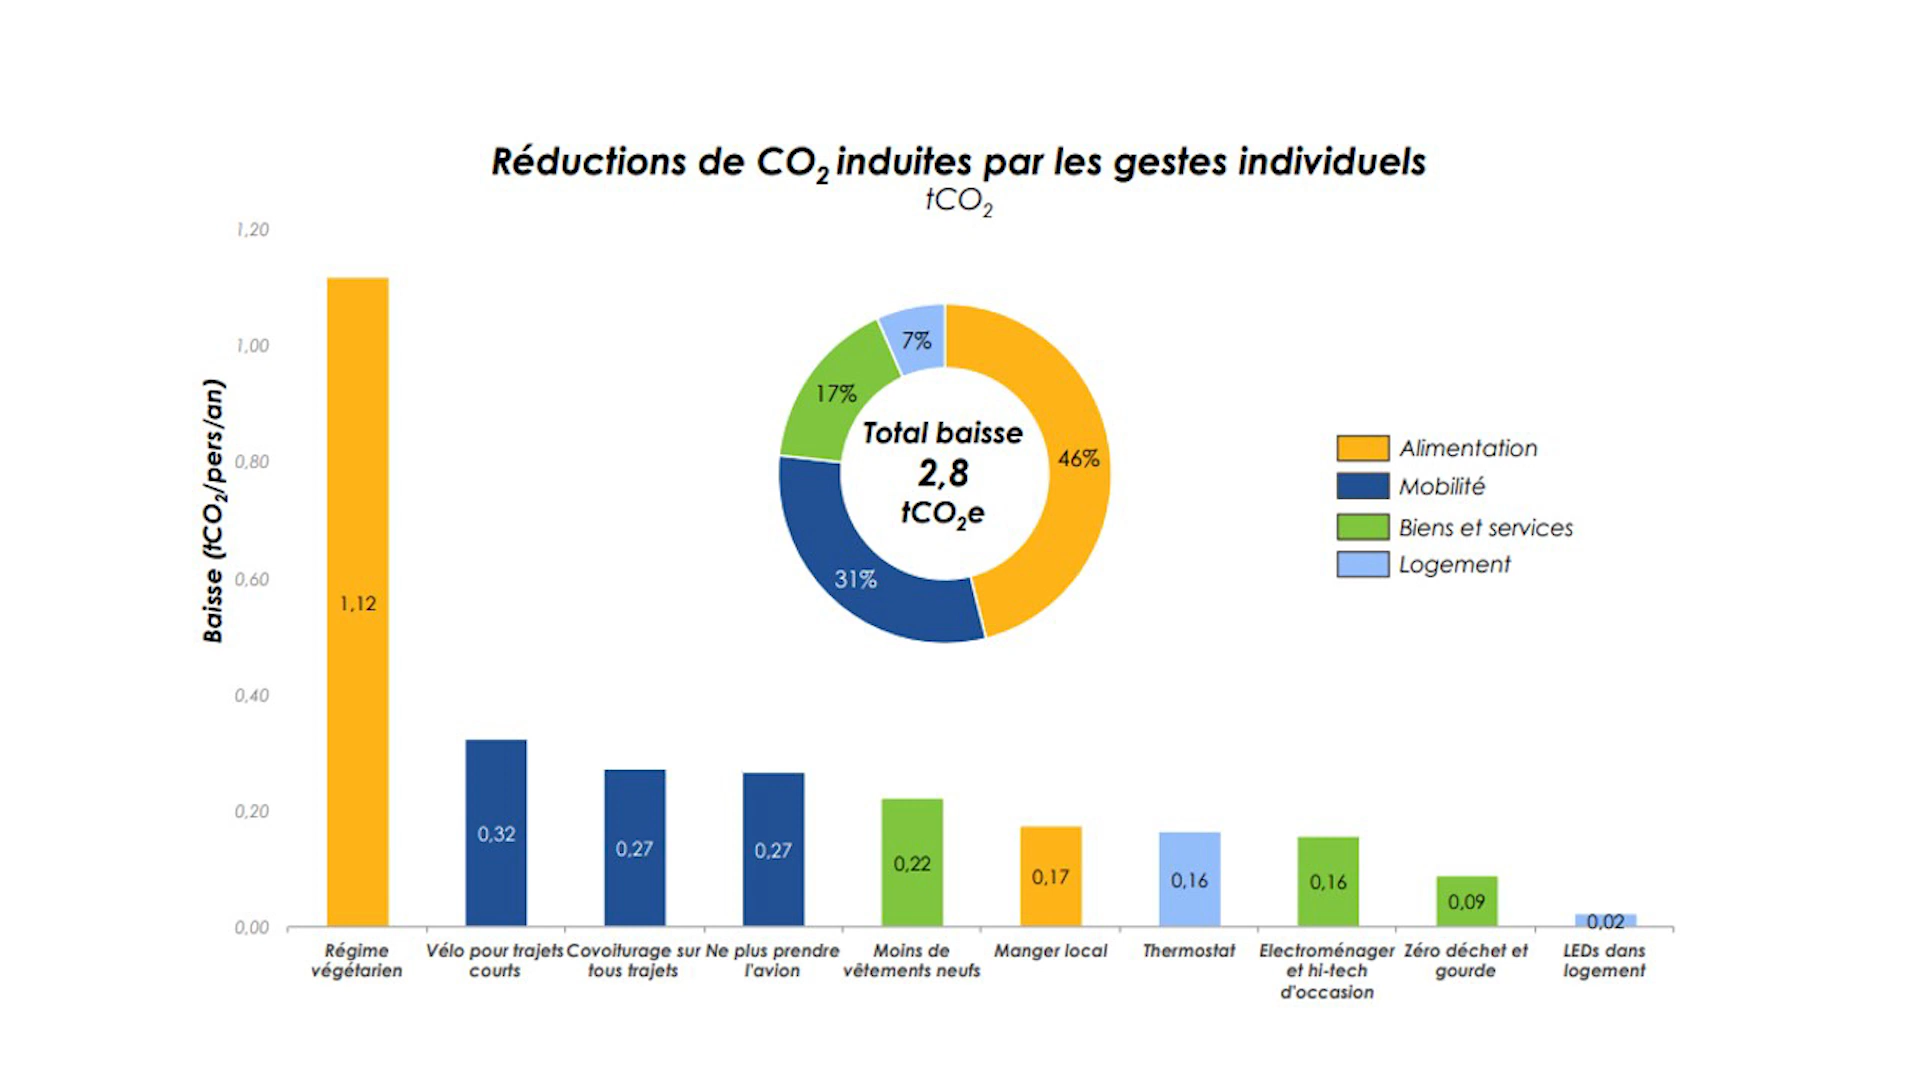 Réductions de CO₂ induites par les gestes individuels
tCO₂
Baisse (tCO₂/pers/an)
1,20
1,00
0,80
0,60
0,40
0,20
0,00
1,12
0,32
0,27
0,27
0,22
0,17
0,16
0,16
0,09
0,02
7%
17%
46%
31%
Total baisse
2,8
tCO₂e
Alimentation
Mobilité
Biens et services
Logement
Régime
végétarien
Vélo pour trajets
courts
Covoiturage sur
tous trajets
Ne plus prendre
l'avion
Moins de
vêtements neufs
Manger local
Thermostat
Electroménager
et hi-tech
d'occasion
Zéro déchet et
gourde
LEDs dans
logement